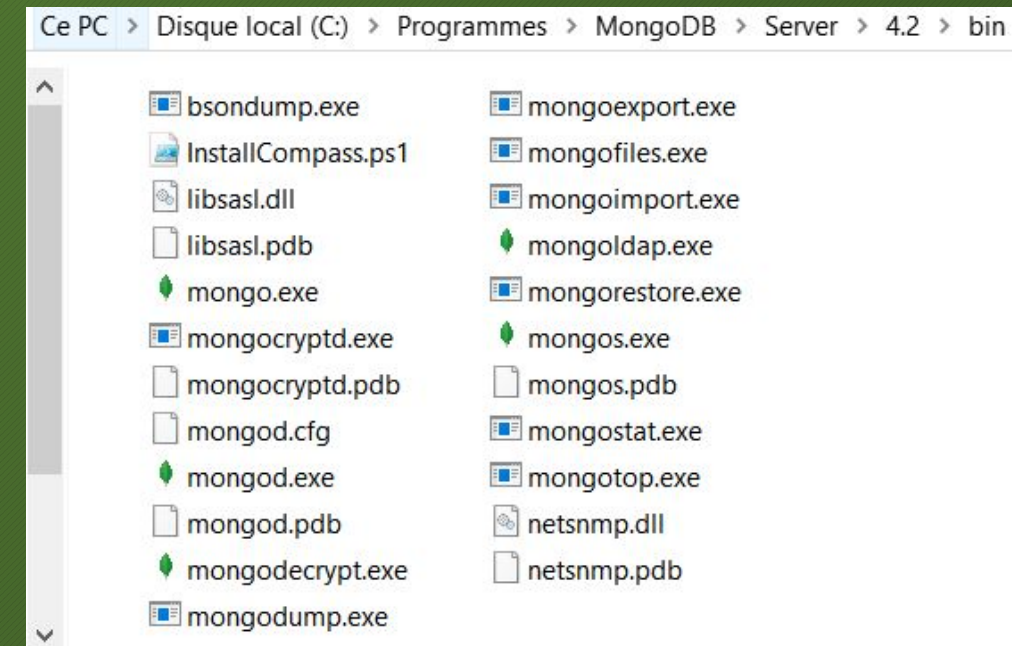 Ce PC > Disque local (C:) > Programmes > MongoDB > Server > 4.2 > bin
bsondump.exe
InstallCompass.ps1
libsasl.dll
libsasl.pdb
mongo.exe
mongocryptd.exe
mongocryptd.pdb
mongod.cfg
mongod.exe
mongod.pdb
mongodecrypt.exe
mongodump.exe
mongoexport.exe
mongofiles.exe
mongoimport.exe
mongoldap.exe
mongorestore.exe
mongos.exe
mongos.pdb
mongostat.exe
mongotop.exe
netsnmp.dll
netsnmp.pdb